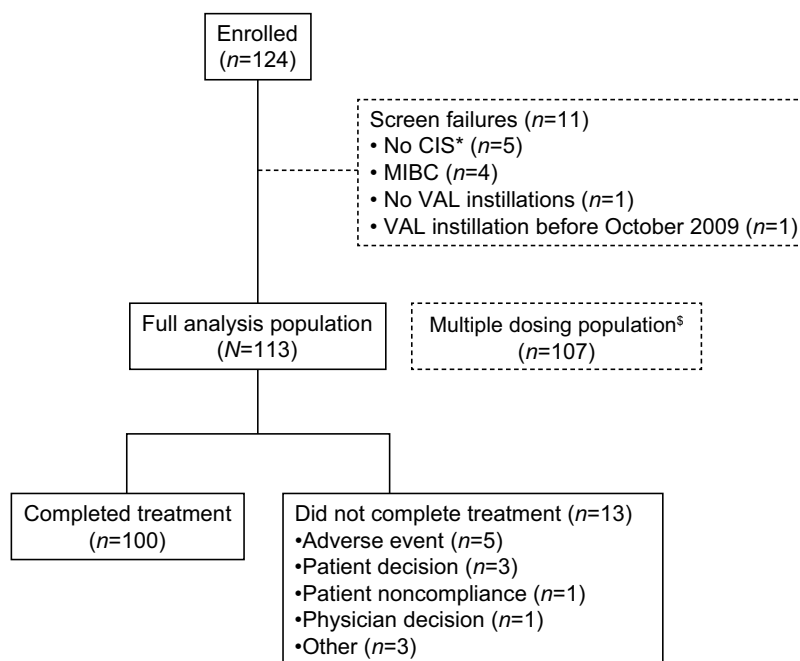 Enrolled
(n=124)
Screen failures (n=11)
• No CIS* (n=5)
• MIBC (n=4)
• No VAL instillations (n=1)
• VAL instillation before October 2009 (n=1)
Full analysis population
(N=113)
Multiple dosing population$
(n=107)
Completed treatment
(n=100)
Did not complete treatment (n=13)
•Adverse event (n=5)
•Patient decision (n=3)
•Patient noncompliance (n=1)
•Physician decision (n=1)
•Other (n=3)